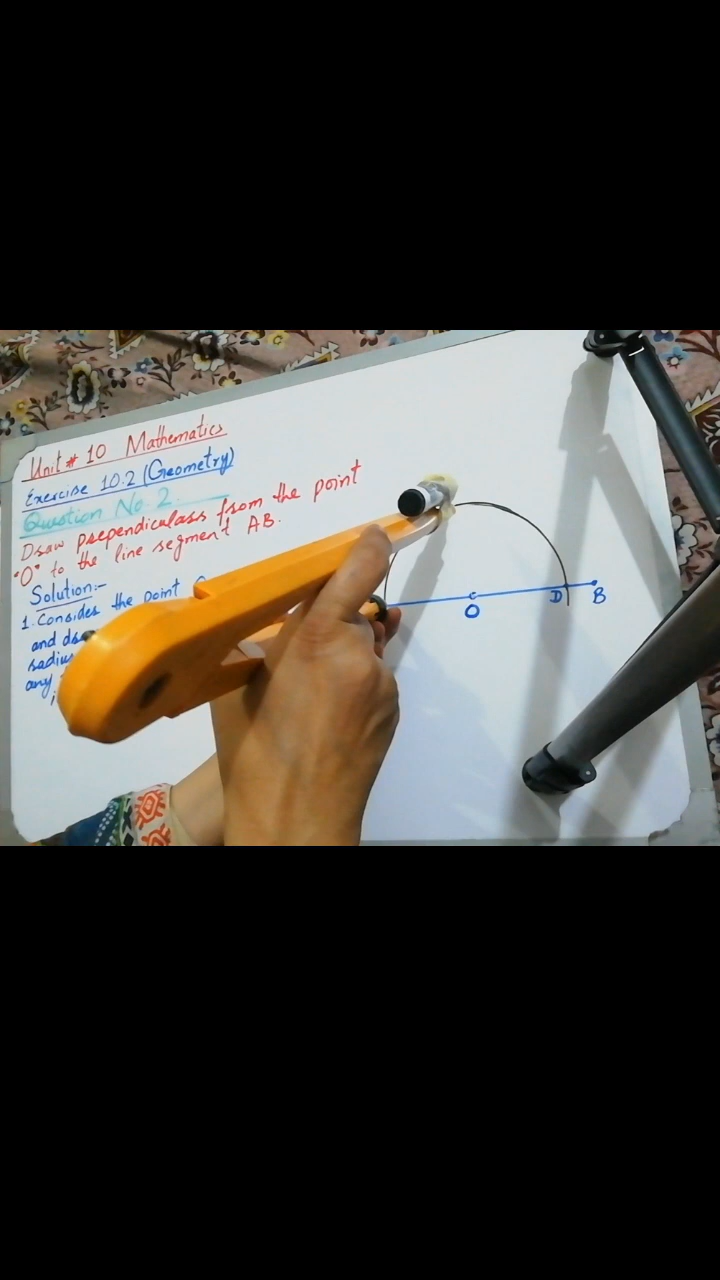 Unit # 10 Mathematics
Exercise 10.2 (Geometry)
Question No 2.
Draw perpendiculars from the point
"O" to the line segment AB.
Solution:-
1. Consider the point
and
radius
any
O D B